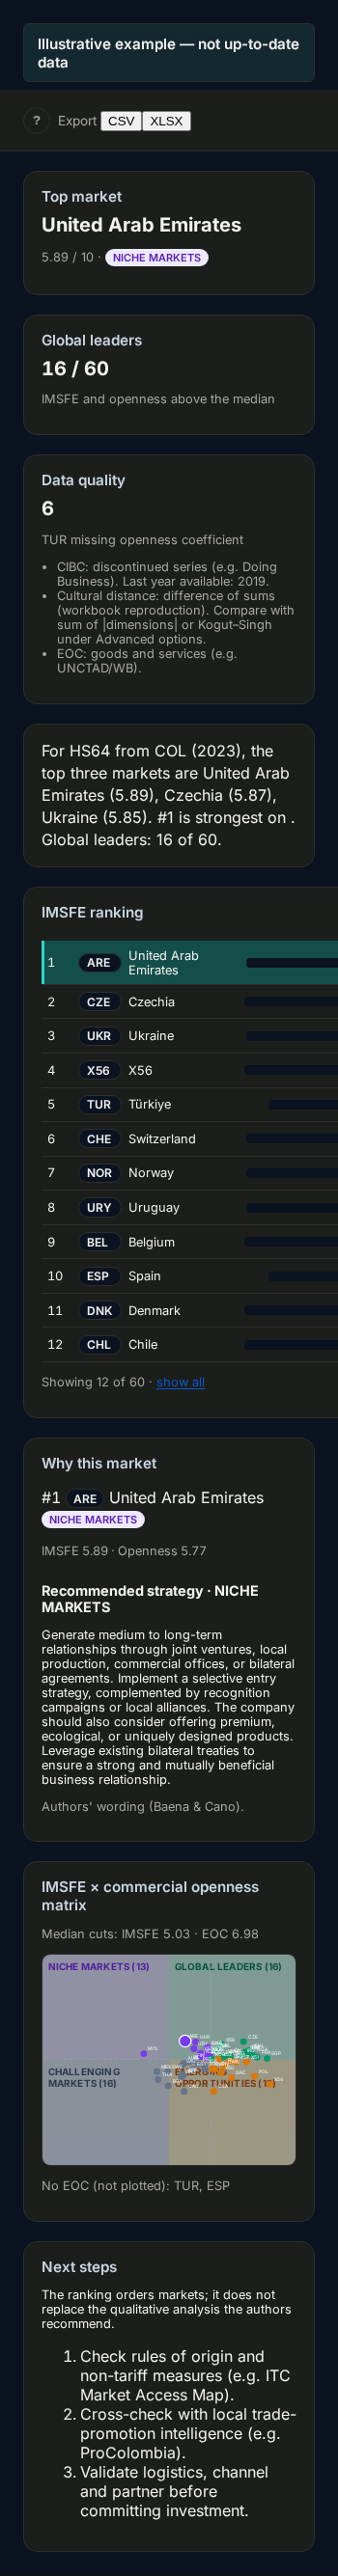 Illustrative example — not up-to-date
data
? Export CSV XLSX
Top market
United Arab Emirates
5.89 / 10 · NICHE MARKETS
Global leaders
16 / 60
IMSFE and openness above the median
Data quality
6
TUR missing openness coefficient
• CIBC: discontinued series (e.g. Doing
Business). Last year available: 2019.
• Cultural distance: difference of sums
(workbook reproduction). Compare with
sum of |dimensions| or Kogut–Singh
under Advanced options.
• EOC: goods and services (e.g.
UNCTAD/WB).
For HS64 from COL (2023), the
top three markets are United Arab
Emirates (5.89), Czechia (5.87),
Ukraine (5.85). #1 is strongest on .
Global leaders: 16 of 60.
IMSFE ranking
1 ARE United Arab
Emirates
2 CZE Czechia
3 UKR Ukraine
4 X56 X56
5 TUR Türkiye
6 CHE Switzerland
7 NOR Norway
8 URY Uruguay
9 BEL Belgium
10 ESP Spain
11 DNK Denmark
12 CHL Chile
Showing 12 of 60 · show all
Why this market
#1 ARE United Arab Emirates
NICHE MARKETS
IMSFE 5.89 · Openness 5.77
Recommended strategy · NICHE
MARKETS
Generate medium to long-term
relationships through joint ventures, local
production, commercial offices, or bilateral
agreements. Implement a selective entry
strategy, complemented by recognition
campaigns or local alliances. The company
should also consider offering premium,
ecological, or uniquely designed products.
Leverage existing bilateral treaties to
ensure a strong and mutually beneficial
business relationship.
Authors' wording (Baena & Cano).
IMSFE × commercial openness
matrix
Median cuts: IMSFE 5.03 · EOC 6.98
NICHE MARKETS (13)
GLOBAL LEADERS (16)
CHALLENGING
MARKETS (16)
EMERGING
OPPORTUNITIES
No EOC (not plotted): TUR, ESP
Next steps
The ranking orders markets; it does not
replace the qualitative analysis the authors
recommend.
1. Check rules of origin and
non-tariff measures (e.g. ITC
Market Access Map).
2. Cross-check with local trade-
promotion intelligence (e.g.
ProColombia).
3. Validate logistics, channel
and partner before
committing investment.